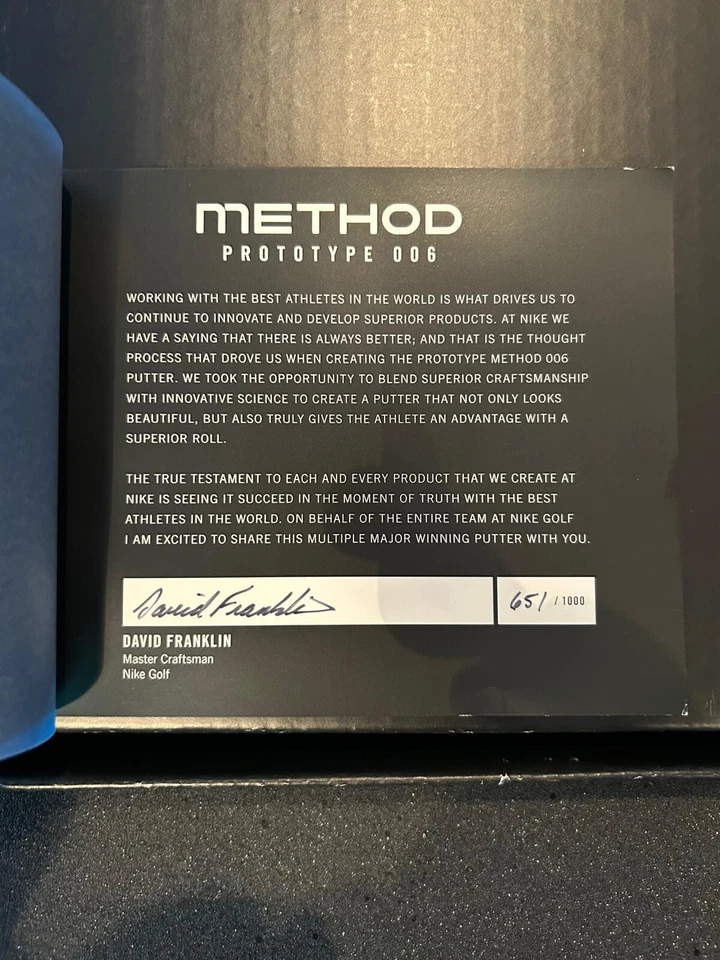 METHOD
PROTOTYPE 006
WORKING WITH THE BEST ATHLETES IN THE WORLD IS WHAT DRIVES US TO
CONTINUE TO INNOVATE AND DEVELOP SUPERIOR PRODUCTS. AT NIKE WE
HAVE A SAYING THAT THERE IS ALWAYS BETTER; AND THAT IS THE THOUGHT
PROCESS THAT DROVE US WHEN CREATING THE PROTOTYPE METHOD 006
PUTTER. WE TOOK THE OPPORTUNITY TO BLEND SUPERIOR CRAFTSMANSHIP
WITH INNOVATIVE SCIENCE TO CREATE A PUTTER THAT NOT ONLY LOOKS
BEAUTIFUL, BUT ALSO TRULY GIVES THE ATHLETE AN ADVANTAGE WITH A
SUPERIOR ROLL.
THE TRUE TESTAMENT TO EACH AND EVERY PRODUCT THAT WE CREATE AT
NIKE IS SEEING IT SUCCEED IN THE MOMENT OF TRUTH WITH THE BEST
ATHLETES IN THE WORLD. ON BEHALF OF THE ENTIRE TEAM AT NIKE GOLF
I AM EXCITED TO SHARE THIS MULTIPLE MAJOR WINNING PUTTER WITH YOU.
David Franklin 651 / 1000
DAVID FRANKLIN
Master Craftsman
Nike Golf